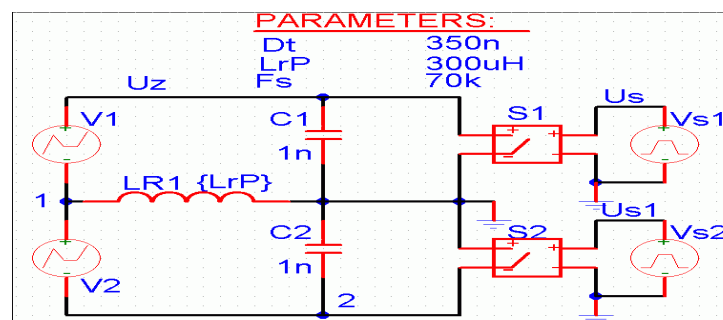 PARAMETERS:
Dt 350n
LrP 300uH
Fs 70k
Uz
S1
Us
V1
C1
Vs1
1n
1
LR1 {LrP}
Us1
C2
S2
Vs2
1n
V2
2